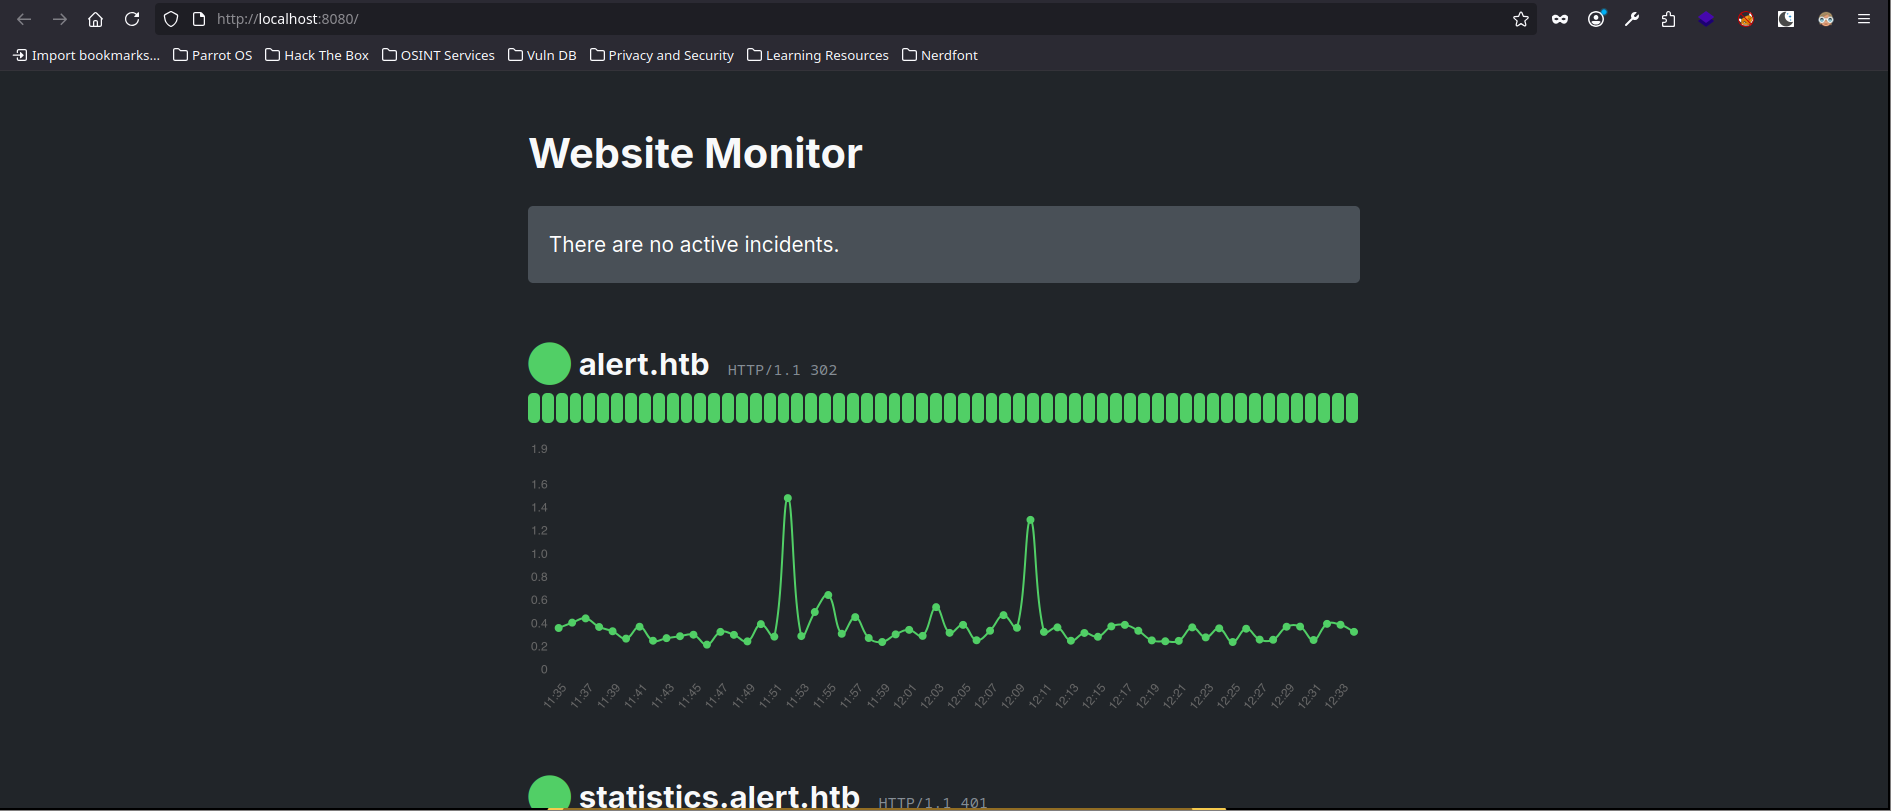 http://localhost:8080/
Import bookmarks... Parrot OS Hack The Box OSINT Services Vuln DB Privacy and Security Learning Resources Nerdfont
Website Monitor
There are no active incidents.
alert.htb HTTP/1.1 302
1.9
1.6
1.4
1.2
1.0
0.8
0.6
0.4
0.2
0
11:35 11:37 11:39 11:41 11:43 11:45 11:47 11:49 11:51 11:53 11:55 11:57 11:59 12:01 12:03 12:05 12:07 12:09 12:11 12:13 12:15 12:17 12:19 12:21 12:23 12:25 12:27 12:29 12:31 12:33
statistics.alert.htb HTTP/1.1 401